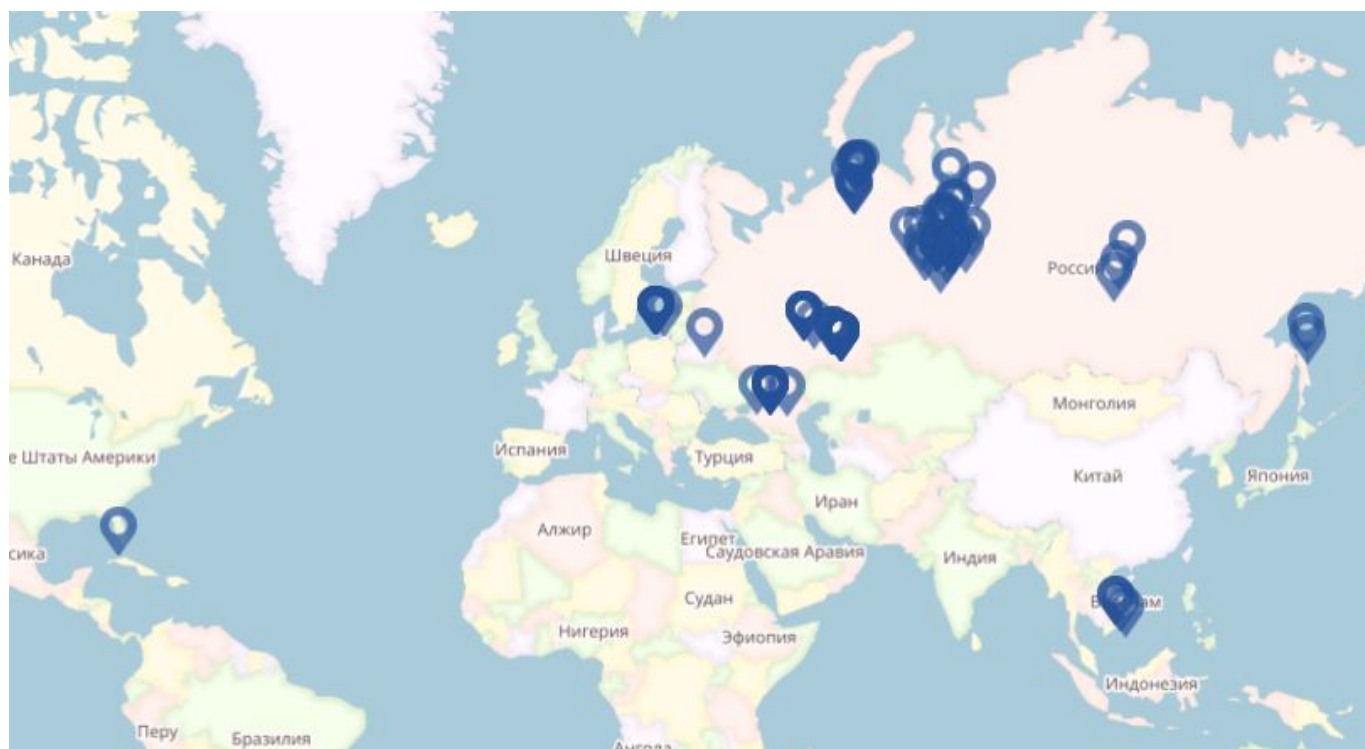 Швеция
Канада
Россия
Монголия
Испания
е Штаты Америки
Турция
Китай
Япония
Иран
Алжир
Египет
сика
Саудовская Аравия
Индия
Судан
Нигерия
Эфиопия
Индонезия
Перу
Бразилия
Ангола